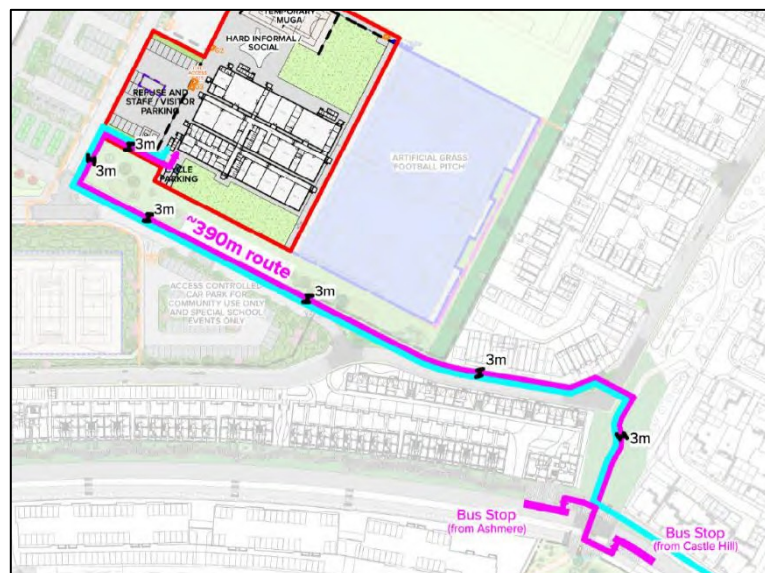 TEMPORARY
MUGA
HARD INFORMAL /
SOCIAL
REFUSE AND
STAFF / VISITOR
PARKING
3m
3m
CYCLE
PARKING
ARTIFICIAL GRASS
FOOTBALL PITCH
3m
~390m route
ACCESS CONTROLLED
CAR PARK FOR
COMMUNITY USE ONLY
AND SPECIAL SCHOOL
EVENTS ONLY
3m
3m
3m
Bus Stop
(from Ashmere)
Bus Stop
(from Castle Hill)